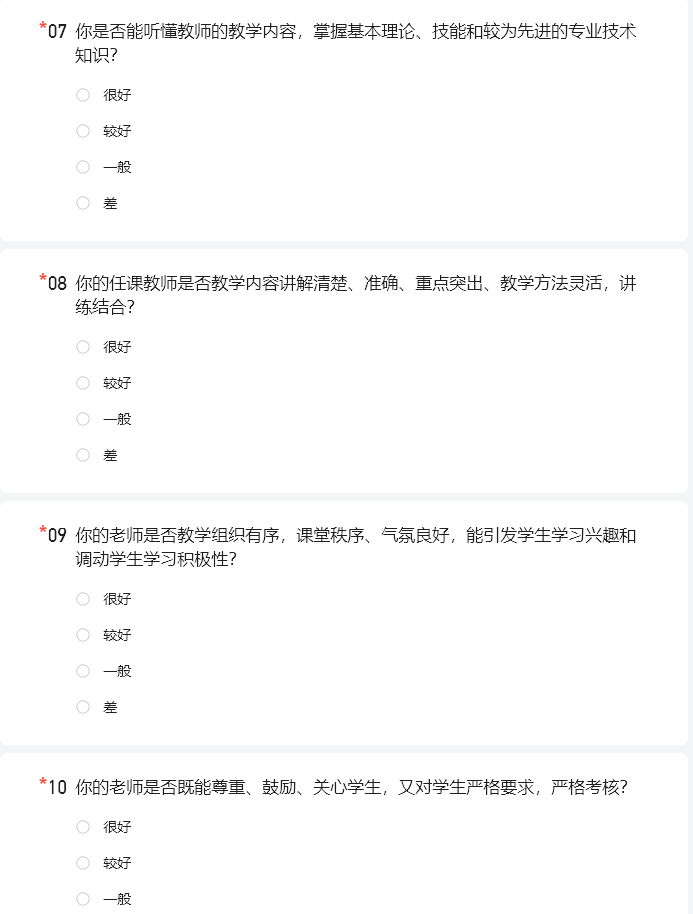 *07 你是否能听懂教师的教学内容，掌握基本理论、技能和较为先进的专业技术
知识？
很好
较好
一般
差
*08 你的任课教师是否教学内容讲解清楚、准确、重点突出、教学方法灵活，讲
练结合？
很好
较好
一般
差
*09 你的老师是否教学组织有序，课堂秩序、气氛良好，能引发学生学习兴趣和
调动学生学习积极性？
很好
较好
一般
差
*10 你的老师是否既能尊重、鼓励、关心学生，又对学生严格要求，严格考核？
很好
较好
一般